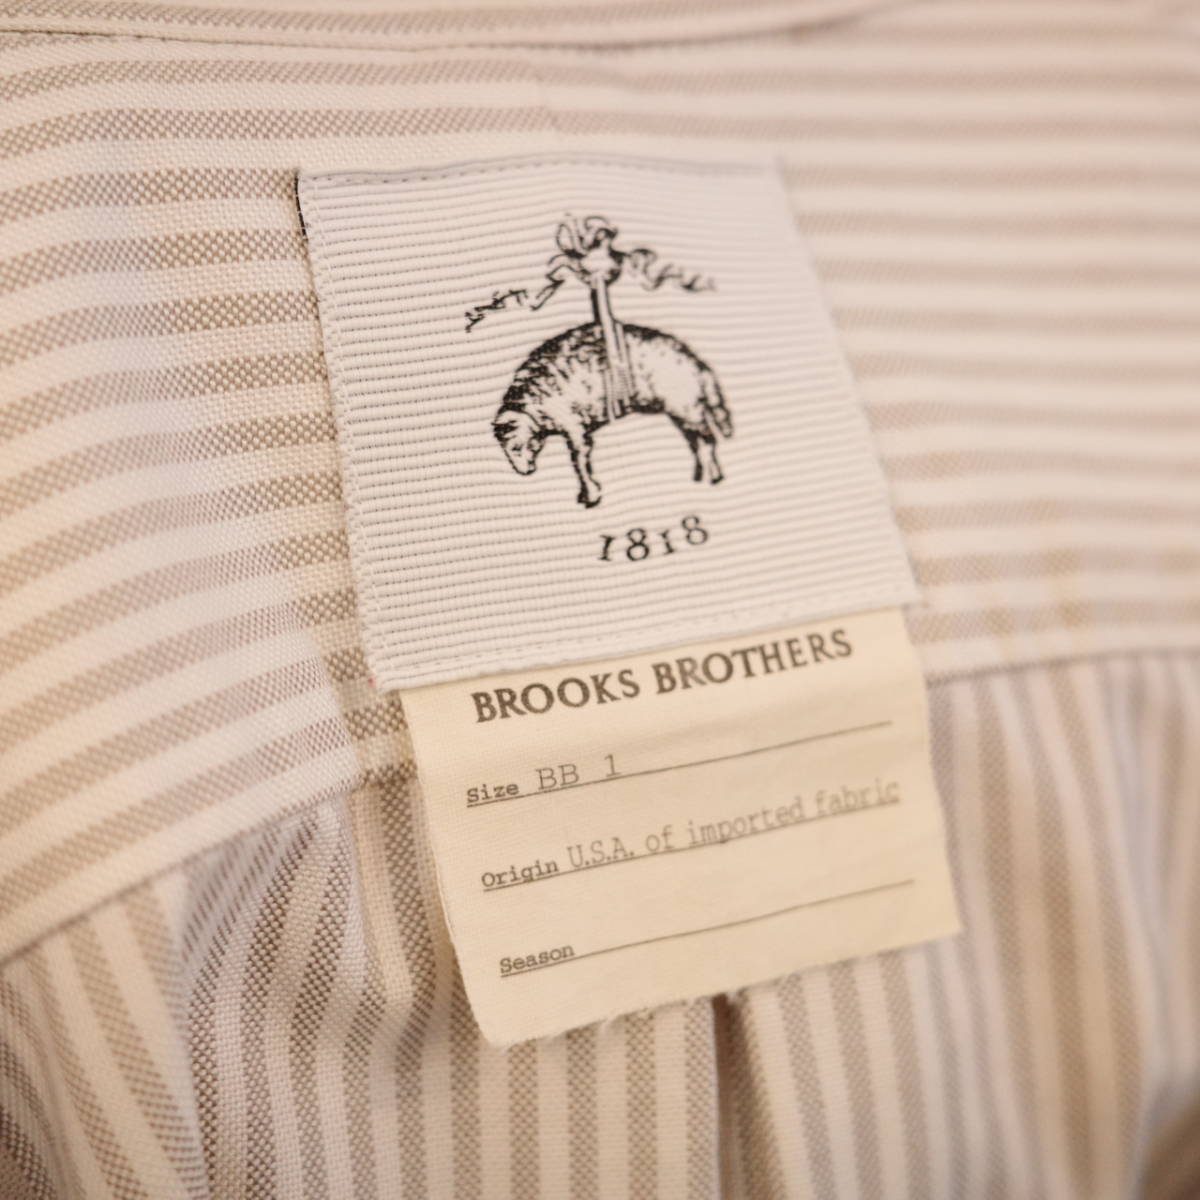 1818
BROOKS BROTHERS
Size BB 1
Origin U.S.A. of imported fabric
Season